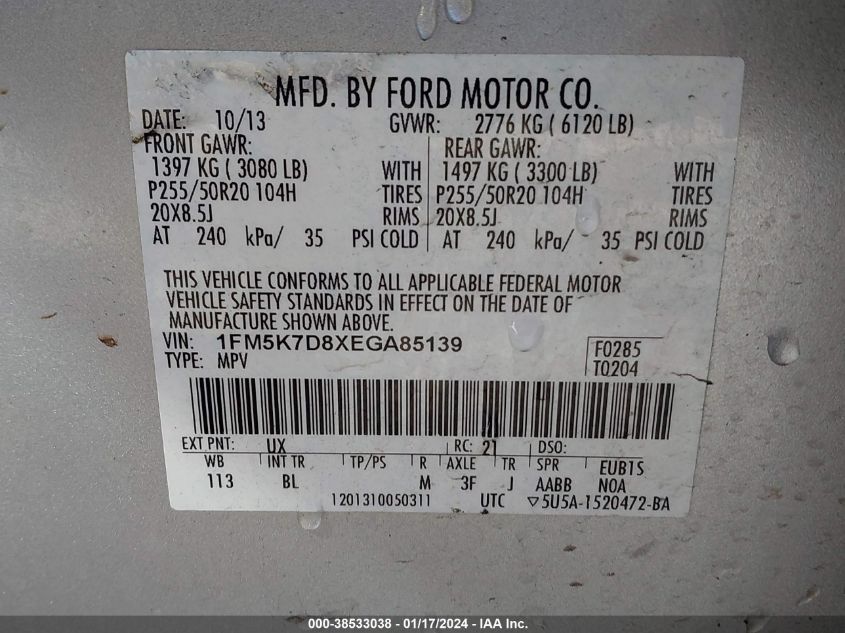 MFD. BY FORD MOTOR CO.
DATE: 10/13 GVWR: 2776 KG ( 6120 LB)
FRONT GAWR: REAR GAWR:
1397 KG ( 3080 LB) WITH 1497 KG ( 3300 LB) WITH
P255/50R20 104H TIRES P255/50R20 104H TIRES
20X8.5J RIMS 20X8.5J RIMS
AT 240 kPa/ 35 PSI COLD AT 240 kPa/ 35 PSI COLD
THIS VEHICLE CONFORMS TO ALL APPLICABLE FEDERAL MOTOR
VEHICLE SAFETY STANDARDS IN EFFECT ON THE DATE OF
MANUFACTURE SHOWN ABOVE.
VIN: 1FM5K7D8XEGA85139 F0285
TYPE: MPV T0204
EXT PNT: UX RC: 21 DSO:
WB INT TR TP/PS R AXLE TR SPR EUB1S
113 BL M 3F J AABB NOA
1201310050311 UTC ▽5U5A-1520472-BA
000-38533038 - 01/17/2024 - IAA Inc.